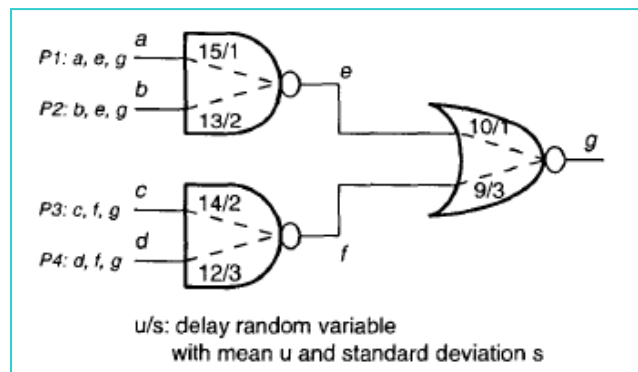 a
15/1
P1: a, e, g
b
e
P2: b, e, g
13/2
10/1
g
c
14/2
9/3
P3: c, f, g
d
P4: d, f, g
12/3
f
u/s: delay random variable
with mean u and standard deviation s